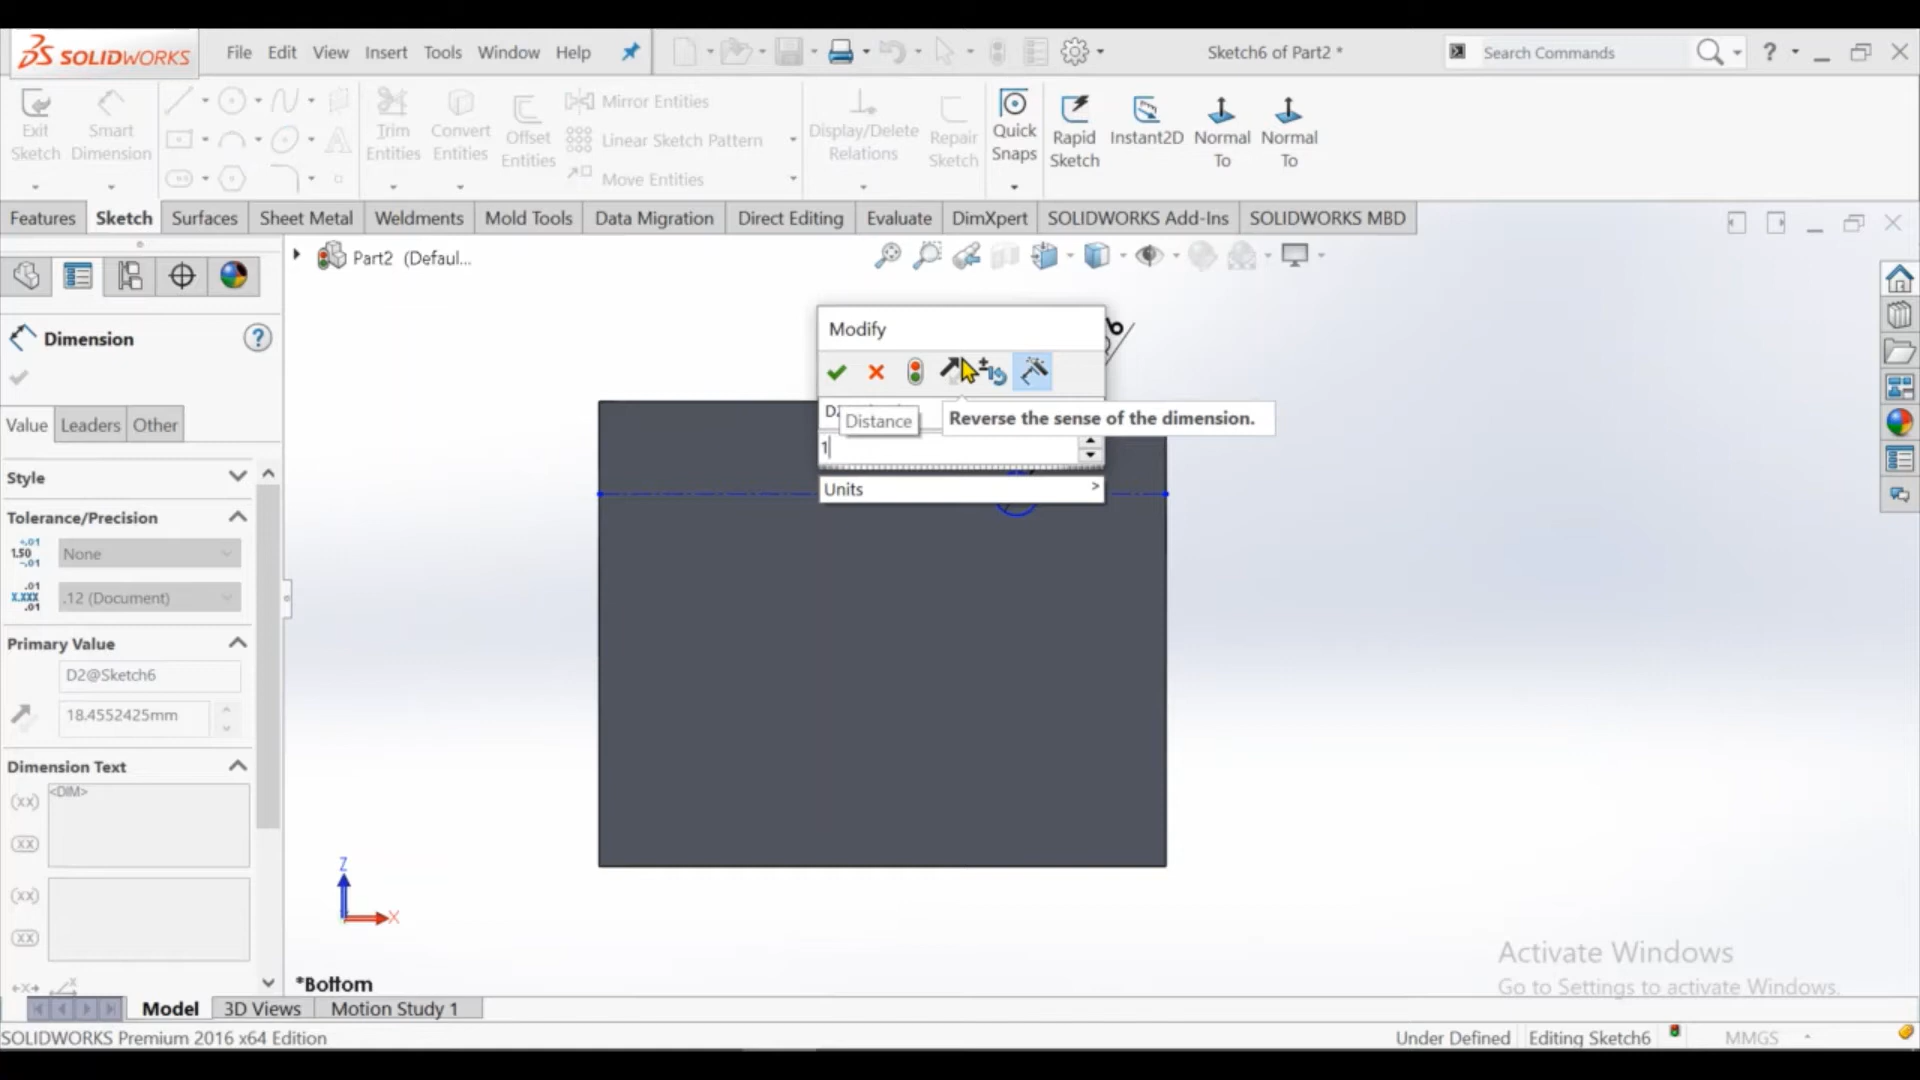 SOLIDWORKS File Edit View Insert Tools Window Help Sketch6 of Part2 * Search Commands ?
Exit Sketch
Smart Dimension
Trim Entities
Convert Entities
Offset Entities
Mirror Entities
Linear Sketch Pattern
Move Entities
Display/Delete Relations
Repair Sketch
Quick Snaps
Rapid Sketch
Instant2D
Normal To
Normal To
Features Sketch Surfaces Sheet Metal Weldments Mold Tools Data Migration Direct Editing Evaluate DimXpert SOLIDWORKS Add-Ins SOLIDWORKS MBD
Part2 (Defaul...
Dimension ?
Value Leaders Other
Style
Tolerance/Precision
None
.12 (Document)
Primary Value
D2@Sketch6
18.4552425mm
Dimension Text
<DIM>
Modify
Distance
Reverse the sense of the dimension.
1
Units >
Z
X
*Bottom
Activate Windows
Go to Settings to activate Windows.
Model 3D Views Motion Study 1
SOLIDWORKS Premium 2016 x64 Edition Under Defined Editing Sketch6 MMGS